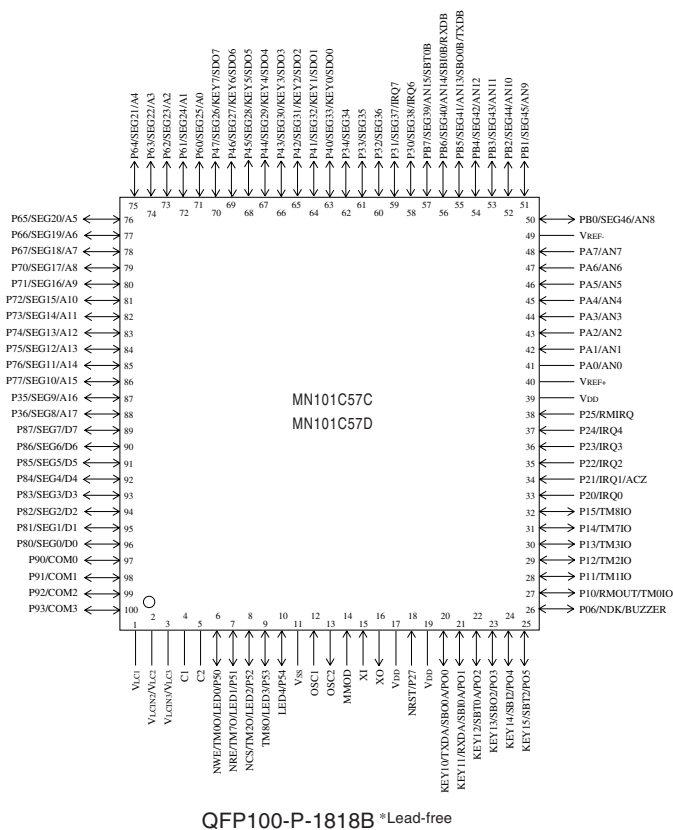 P64/SEG21/A4
P63/SEG22/A3
P62/SEG23/A2
P61/SEG24/A1
P60/SEG25/A0
P47/SEG26/KEY7/SDO7
P46/SEG27/KEY6/SDO6
P45/SEG28/KEY5/SDO5
P44/SEG29/KEY4/SDO4
P43/SEG30/KEY3/SDO3
P42/SEG31/KEY2/SDO2
P41/SEG32/KEY1/SDO1
P40/SEG33/KEY0/SDO0
P34/SEG34
P33/SEG35
P32/SEG36
P31/SEG37/IRQ7
P30/SEG38/IRQ6
PB7/SEG39/AN15/SBT0B
PB6/SEG40/AN14/SBI0B/RXDB
PB5/SEG41/AN13/SBO0B/TXDB
PB4/SEG42/AN12
PB3/SEG43/AN11
PB2/SEG44/AN10
PB1/SEG45/AN9
75 74 73 72 71 70 69 68 67 66 65 64 63 62 61 60 59 58 57 56 55 54 53 52 51
P65/SEG20/A5 76
P66/SEG19/A6 77
P67/SEG18/A7 78
P70/SEG17/A8 79
P71/SEG16/A9 80
P72/SEG15/A10 81
P73/SEG14/A11 82
P74/SEG13/A12 83
P75/SEG12/A13 84
P76/SEG11/A14 85
P77/SEG10/A15 86
P35/SEG9/A16 87
P36/SEG8/A17 88
P87/SEG7/D7 89
P86/SEG6/D6 90
P85/SEG5/D5 91
P84/SEG4/D4 92
P83/SEG3/D3 93
P82/SEG2/D2 94
P81/SEG1/D1 95
P80/SEG0/D0 96
P90/COM0 97
P91/COM1 98
P92/COM2 99
P93/COM3 100
MN101C57C
MN101C57D
50 PB0/SEG46/AN8
49 VREF-
48 PA7/AN7
47 PA6/AN6
46 PA5/AN5
45 PA4/AN4
44 PA3/AN3
43 PA2/AN2
42 PA1/AN1
41 PA0/AN0
40 VREF+
39 VDD
38 P25/RMIRQ
37 P24/IRQ4
36 P23/IRQ3
35 P22/IRQ2
34 P21/IRQ1/ACZ
33 P20/IRQ0
32 P15/TM8IO
31 P14/TM7IO
30 P13/TM3IO
29 P12/TM2IO
28 P11/TM1IO
27 P10/RMOUT/TM0IO
26 P06/NDK/BUZZER
1 2 3 4 5 6 7 8 9 10 11 12 13 14 15 16 17 18 19 20 21 22 23 24 25
VLC1
VLCIN2/VLC2
VLCIN3/VLC3
C1
C2
NWE/TM0O/LED0/P50
NRE/TM7O/LED1/P51
NCS/TM2O/LED2/P52
TM8O/LED3/P53
LED4/P54
VSS
OSC1
OSC2
MMOD
XI
XO
VDD
NRST/P27
VDD
KEY10/TXDA/SBO0A/PO0
KEY11/RXDA/SBI0A/PO1
KEY12/SBT0A/PO2
KEY13/SBO2/PO3
KEY14/SBI2/PO4
KEY15/SBT2/PO5
QFP100-P-1818B *Lead-free